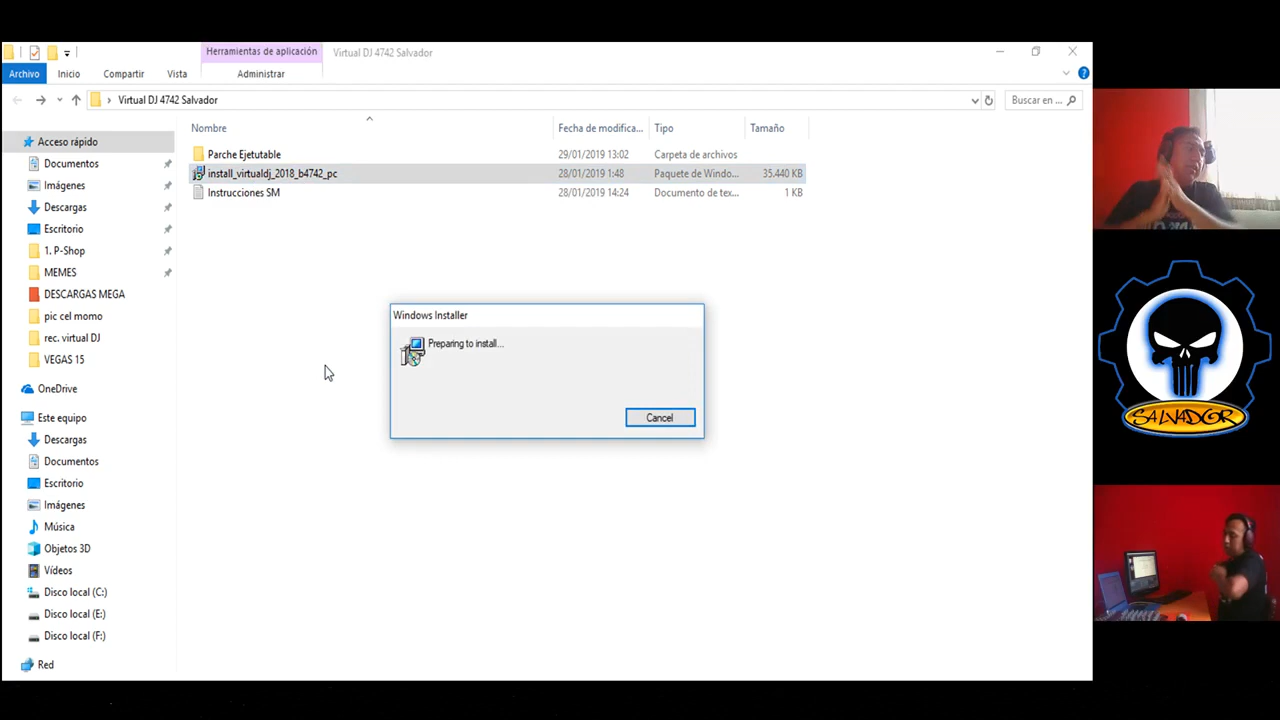 Herramientas de aplicación
Virtual DJ 4742 Salvador
Archivo
Inicio
Compartir
Vista
Administrar
Virtual DJ 4742 Salvador
Buscar en ...
Nombre
Fecha de modifica...
Tipo
Tamaño
Parche Ejetutable
29/01/2019 13:02
Carpeta de archivos
install_virtualdj_2018_b4742_pc
28/01/2019 1:48
Paquete de Windo...
35.440 KB
Instrucciones SM
28/01/2019 14:24
Documento de tex...
1 KB
Acceso rápido
Documentos
Imágenes
Descargas
Escritorio
1. P-Shop
MEMES
DESCARGAS MEGA
pic cel momo
rec. virtual DJ
VEGAS 15
OneDrive
Este equipo
Descargas
Documentos
Escritorio
Imágenes
Música
Objetos 3D
Vídeos
Disco local (C:)
Disco local (E:)
Disco local (F:)
Red
Windows Installer
Preparing to install...
Cancel
SALVADOR